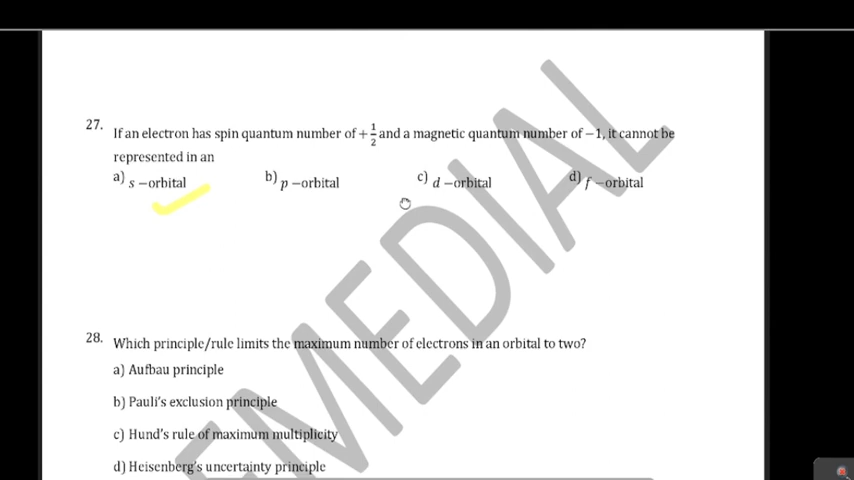 27. If an electron has spin quantum number of +1/2 and a magnetic quantum number of −1, it cannot be
represented in an
a) s −orbital b) p −orbital c) d −orbital d) f −orbital
28. Which principle/rule limits the maximum number of electrons in an orbital to two?
a) Aufbau principle
b) Pauli's exclusion principle
c) Hund's rule of maximum multiplicity
d) Heisenberg's uncertainty principle
EMEDIAL